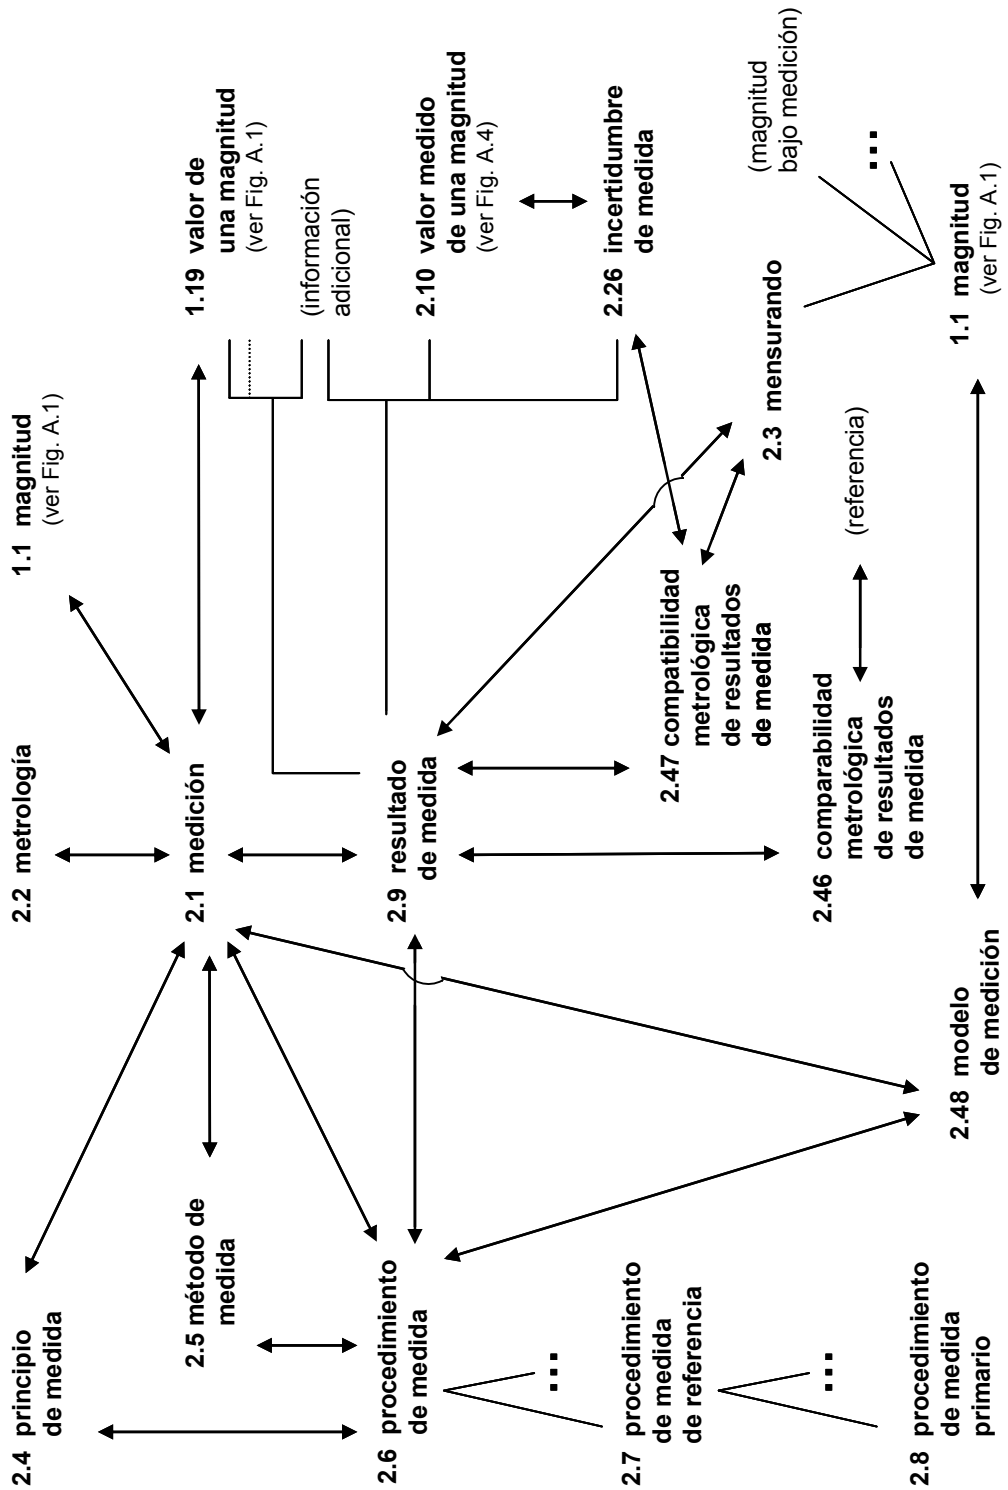 2.4 principio
de medida
2.2 metrología
1.1 magnitud
(ver Fig. A.1)
2.5 método de
medida
2.1 medición
1.19 valor de
una magnitud
(ver Fig. A.1)
(información
adicional)
2.6 procedimiento
de medida
2.9 resultado
de medida
2.10 valor medido
de una magnitud
(ver Fig. A.4)
...
2.26 incertidumbre
de medida
2.7 procedimiento
de medida
de referencia
2.47 compatibilidad
metrológica
de resultados
de medida
2.3 mensurando
(magnitud
bajo medición)
...
...
2.46 comparabilidad
metrológica
de resultados
de medida
(referencia)
2.8 procedimiento
de medida
primario
2.48 modelo
de medición
1.1 magnitud
(ver Fig. A.1)